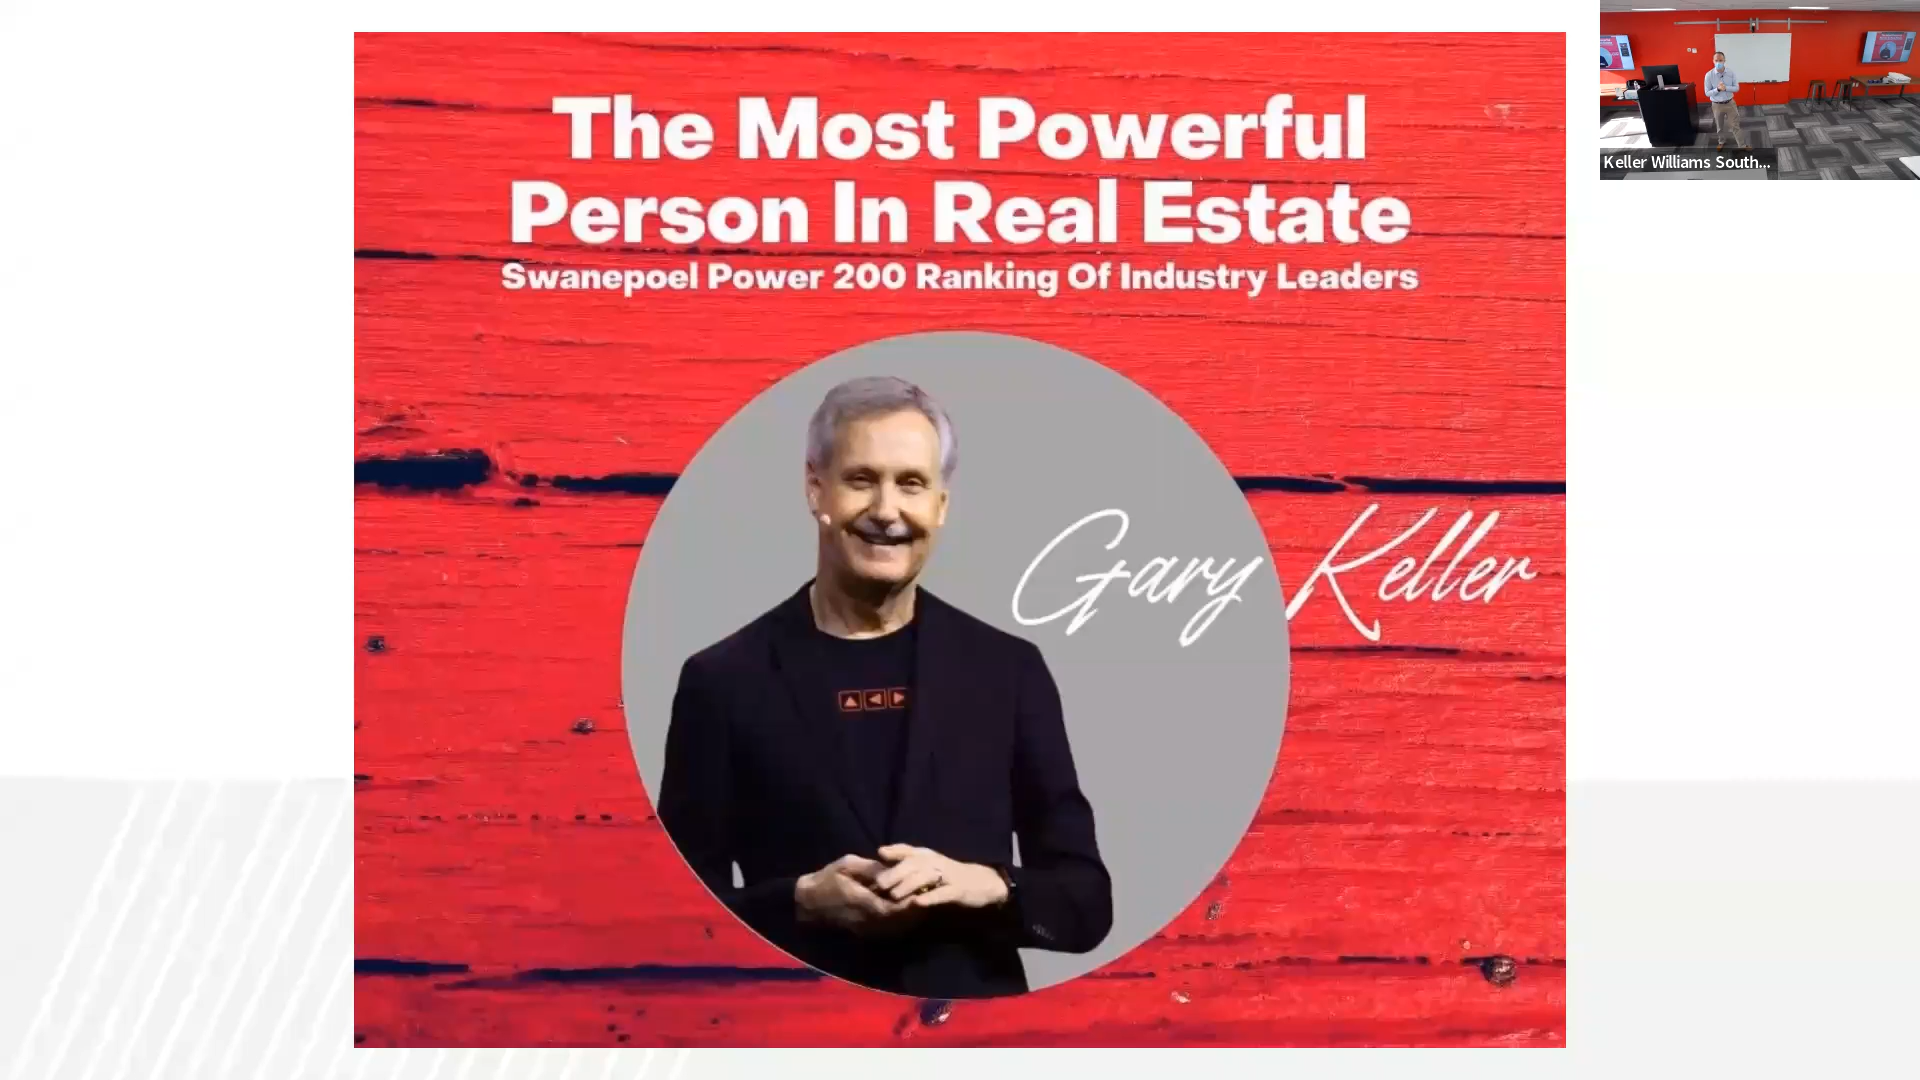 The Most Powerful
Person In Real Estate
Swanepoel Power 200 Ranking Of Industry Leaders
Gary Keller
Keller Williams South...